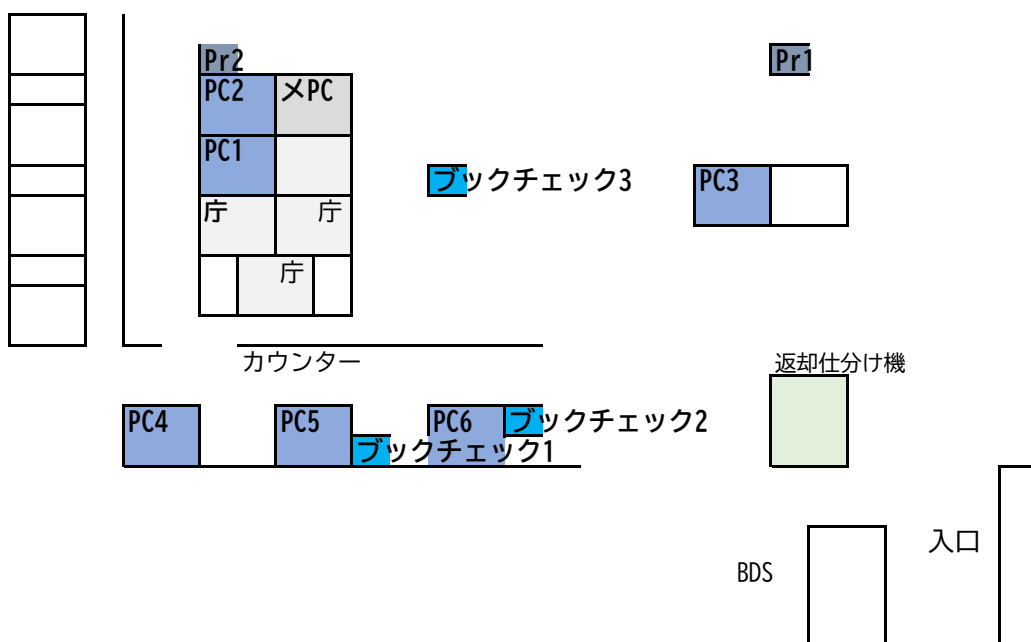 Pr2
Pr1
PC2
メPC
PC1
ブックチェック3
PC3
庁
庁
庁
カウンター
返却仕分け機
PC4
PC5
PC6
ブックチェック2
ブックチェック1
入口
BDS